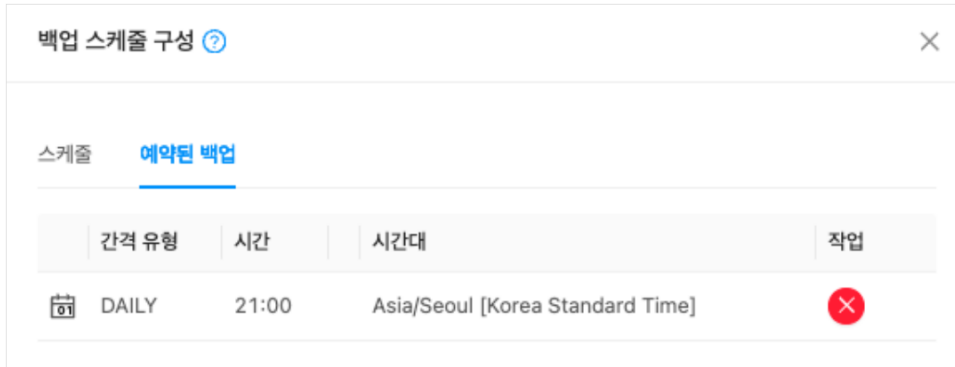 백업 스케줄 구성 ?
스케줄 예약된 백업
간격 유형 시간 시간대 작업
01 DAILY 21:00 Asia/Seoul [Korea Standard Time]